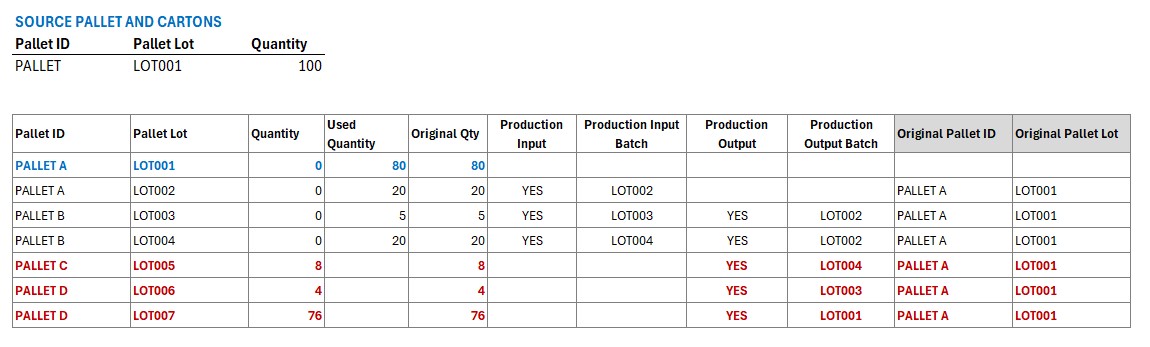 SOURCE PALLET AND CARTONS
Pallet ID Pallet Lot Quantity
PALLET LOT001 100
Pallet ID Pallet Lot Quantity Used Quantity Original Qty Production Input Production Input Batch Production Output Production Output Batch Original Pallet ID Original Pallet Lot
PALLET A LOT001 0 80 80
PALLET A LOT002 0 20 20 YES LOT002 PALLET A LOT001
PALLET B LOT003 0 5 5 YES LOT003 YES LOT002 PALLET A LOT001
PALLET B LOT004 0 20 20 YES LOT004 YES LOT002 PALLET A LOT001
PALLET C LOT005 8 8 YES LOT004 PALLET A LOT001
PALLET D LOT006 4 4 YES LOT003 PALLET A LOT001
PALLET D LOT007 76 76 YES LOT001 PALLET A LOT001